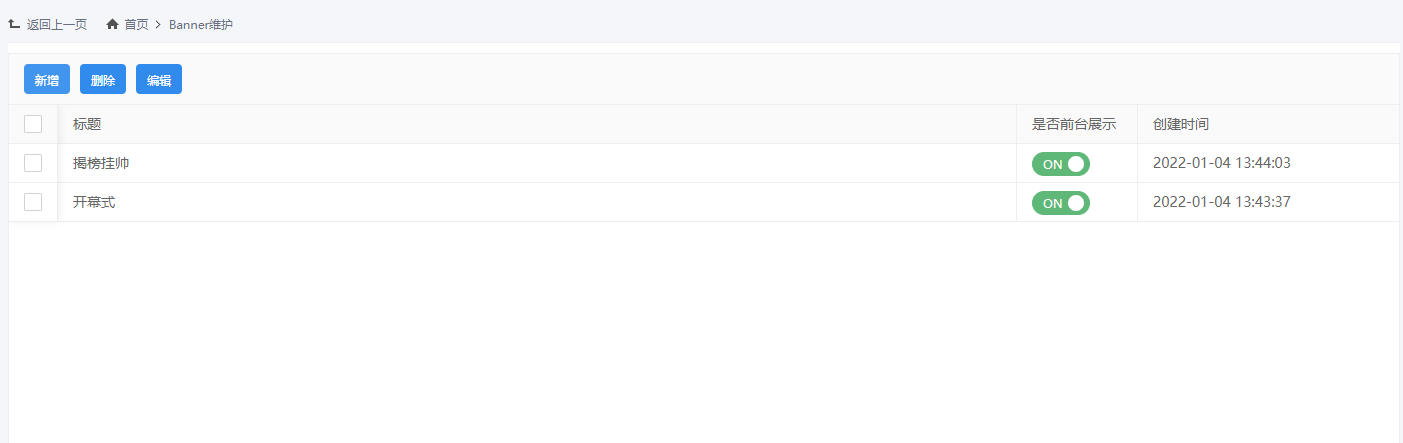 返回上一页 首页 > Banner维护
新增 删除 编辑
标题 是否前台展示 创建时间
揭榜挂帅 ON 2022-01-04 13:44:03
开幕式 ON 2022-01-04 13:43:37